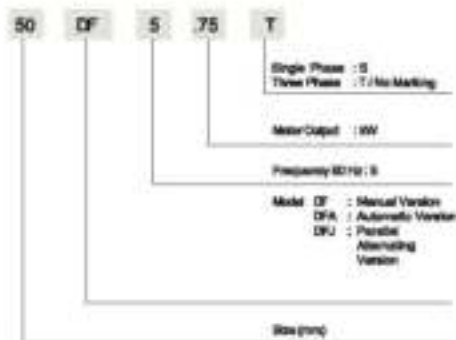 50 DF 5 .75 T
Single Phase : S
Three Phase : T / No Marking
Motor Output : kW
Frequency 50 Hz : 5
Model DF : Manual Version
DFA : Automatic Version
DFJ : Parallel
Alternating
Version
Size (mm)